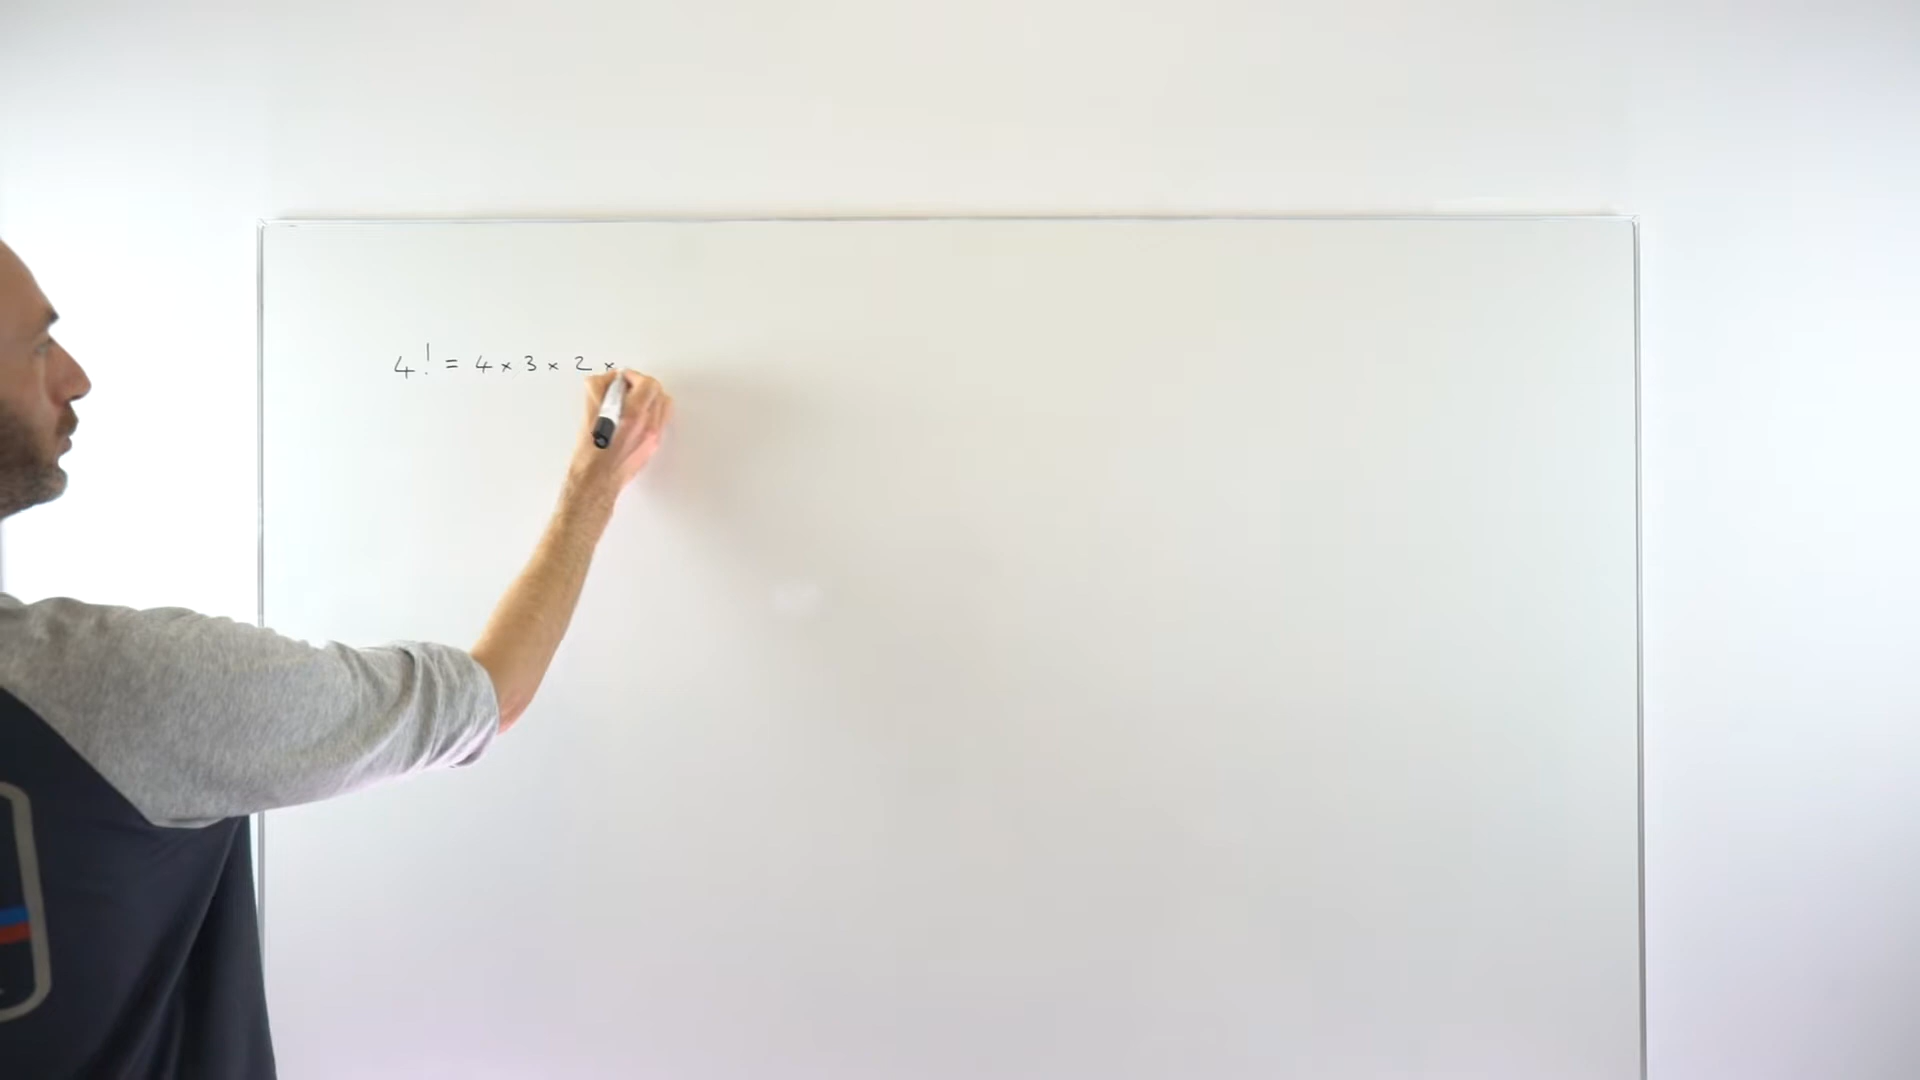 4! = 4 × 3 × 2 ×